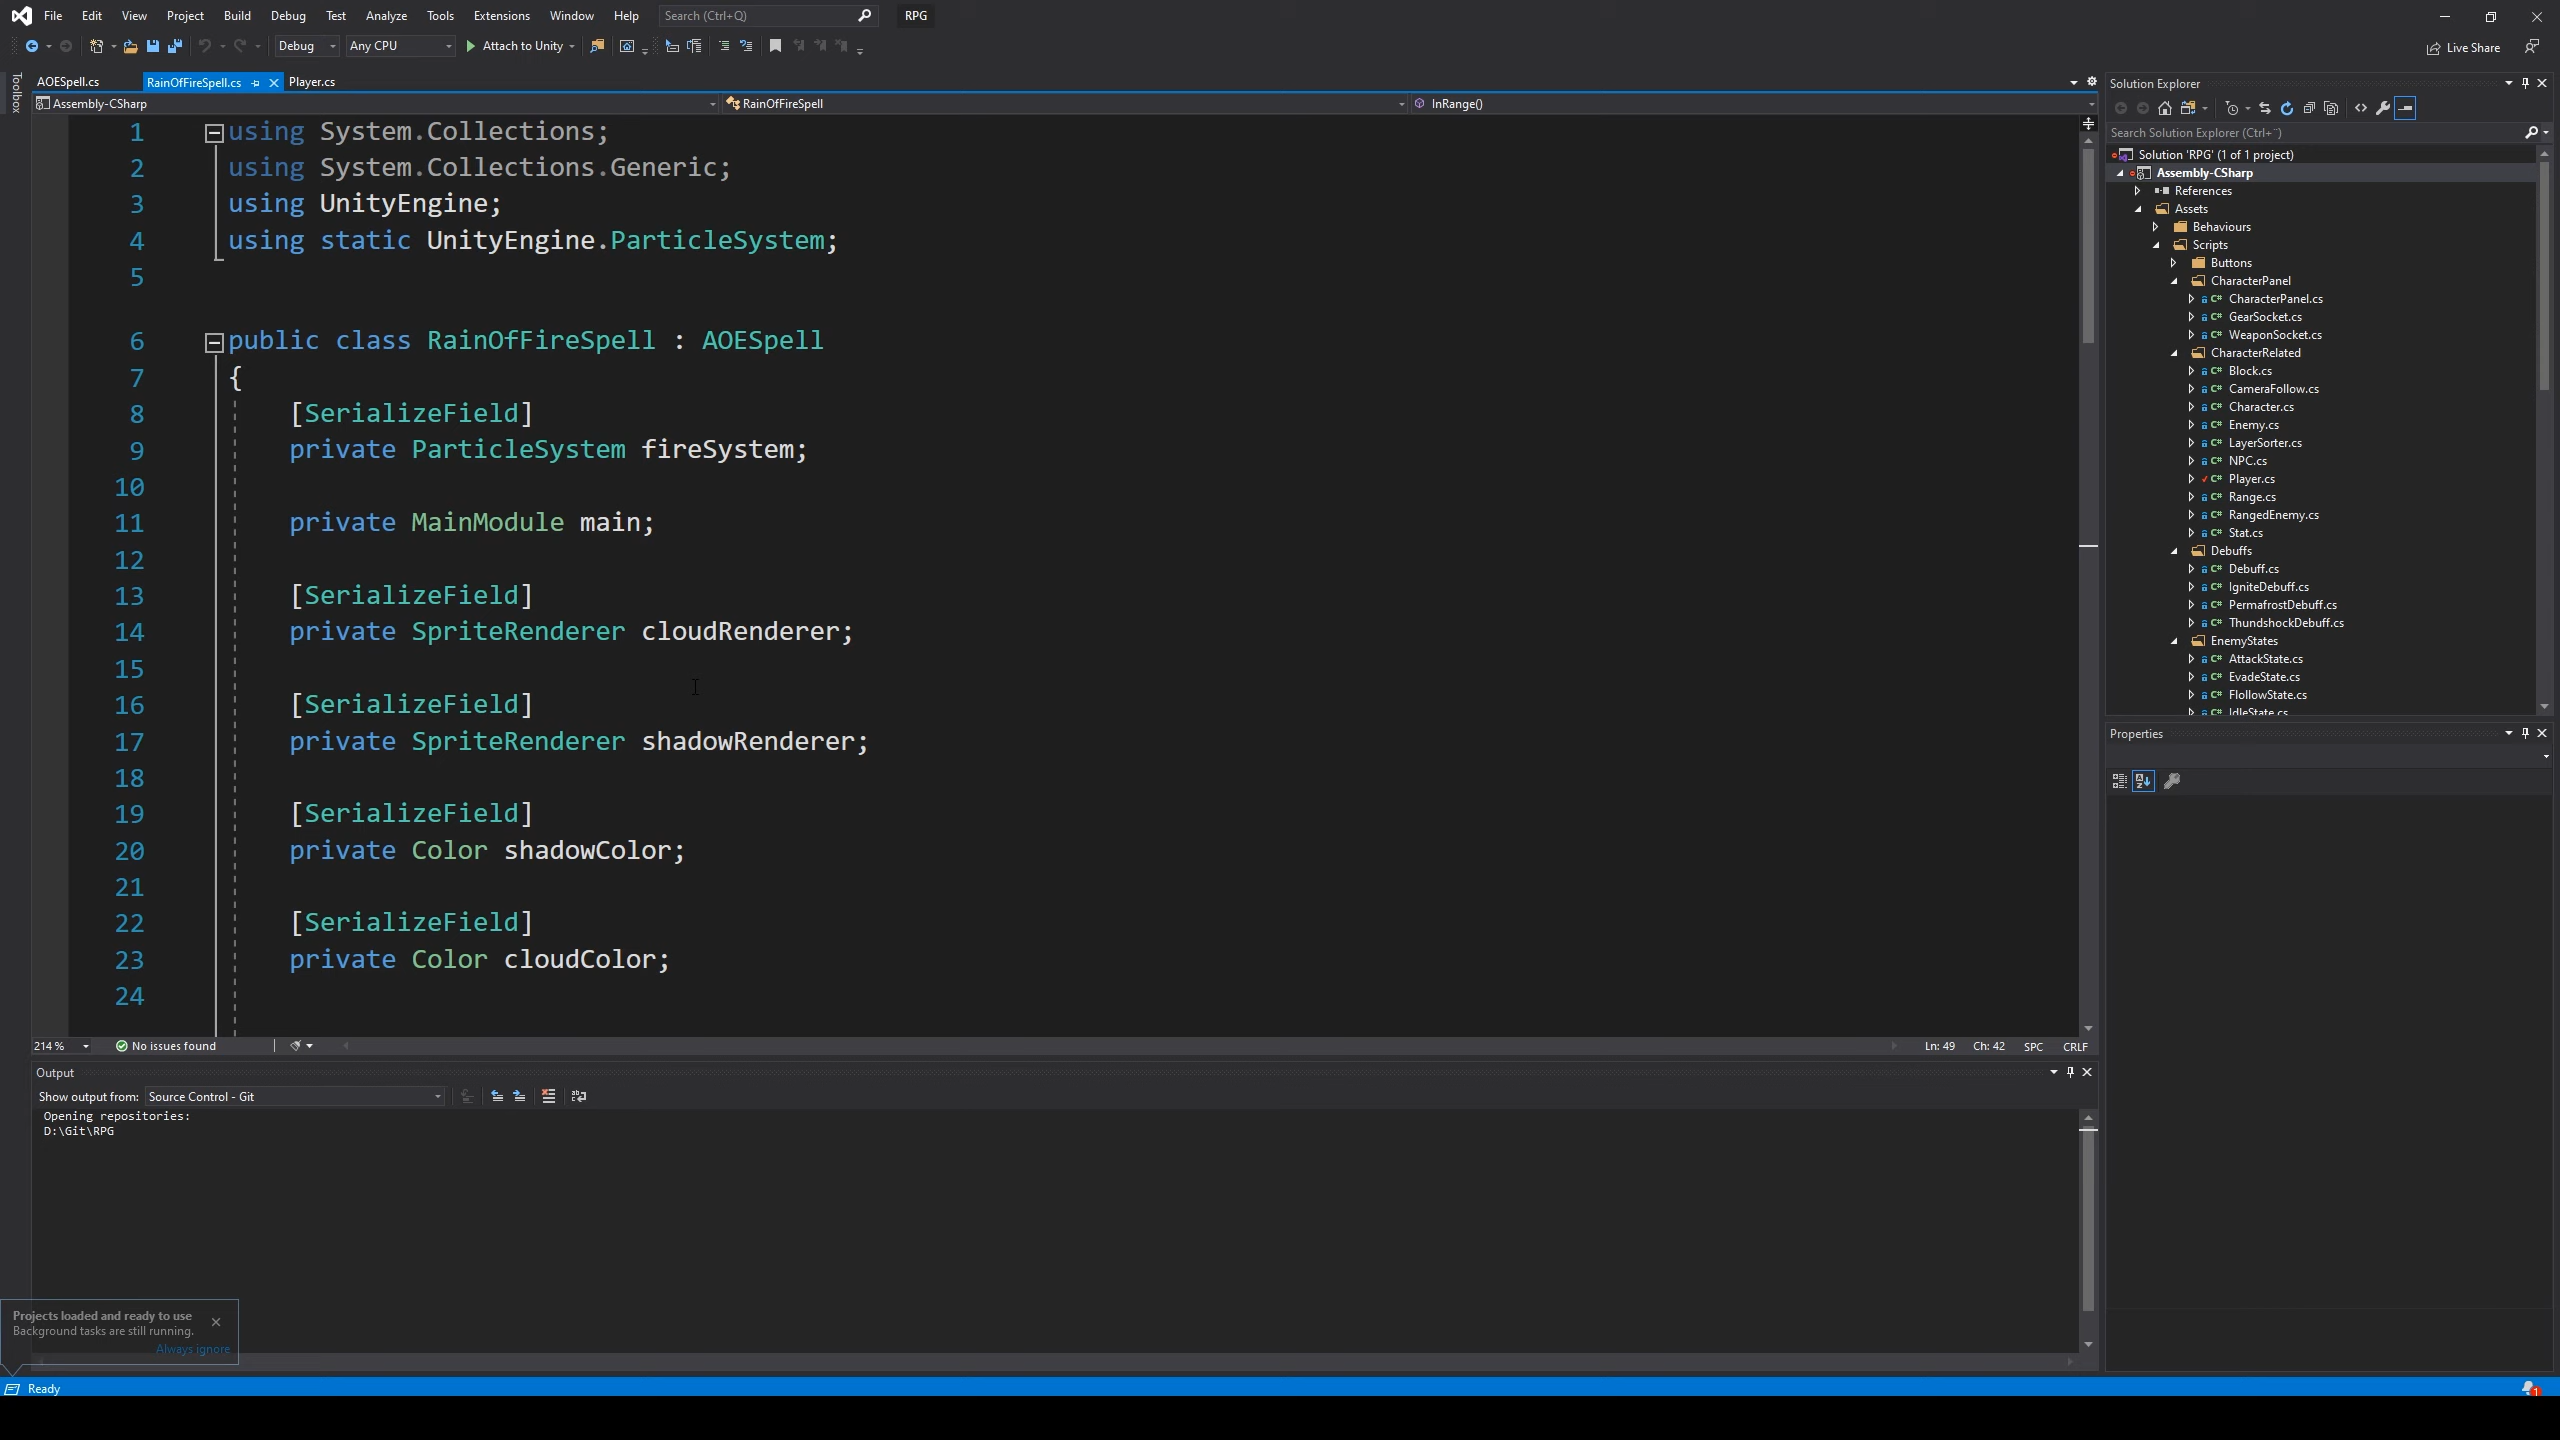 File Edit View Project Build Debug Test Analyze Tools Extensions Window Help Search (Ctrl+Q) RPG
Debug Any CPU Attach to Unity Live Share
Toolbox
AOESpell.cs RainOfFireSpell.cs Player.cs
Assembly-CSharp RainOfFireSpell InRange()
1 using System.Collections;
2 using System.Collections.Generic;
3 using UnityEngine;
4 using static UnityEngine.ParticleSystem;
5
6 public class RainOfFireSpell : AOESpell
7 {
8 [SerializeField]
9 private ParticleSystem fireSystem;
10
11 private MainModule main;
12
13 [SerializeField]
14 private SpriteRenderer cloudRenderer;
15
16 [SerializeField]
17 private SpriteRenderer shadowRenderer;
18
19 [SerializeField]
20 private Color shadowColor;
21
22 [SerializeField]
23 private Color cloudColor;
24
214 % No issues found Ln: 49 Ch: 42 SPC CRLF
Output
Show output from: Source Control - Git
Opening repositories:
D:\Git\RPG
Projects loaded and ready to use
Background tasks are still running.
Always ignore
Ready
Solution Explorer
Search Solution Explorer (Ctrl+¨)
Solution 'RPG' (1 of 1 project)
Assembly-CSharp
References
Assets
Behaviours
Scripts
Buttons
CharacterPanel
C# CharacterPanel.cs
C# GearSocket.cs
C# WeaponSocket.cs
CharacterRelated
C# Block.cs
C# CameraFollow.cs
C# Character.cs
C# Enemy.cs
C# LayerSorter.cs
C# NPC.cs
C# Player.cs
C# Range.cs
C# RangedEnemy.cs
C# Stat.cs
Debuffs
C# Debuff.cs
C# IgniteDebuff.cs
C# PermafrostDebuff.cs
C# ThundshockDebuff.cs
EnemyStates
C# AttackState.cs
C# EvadeState.cs
C# FlollowState.cs
C# IdleState.cs
Properties
1